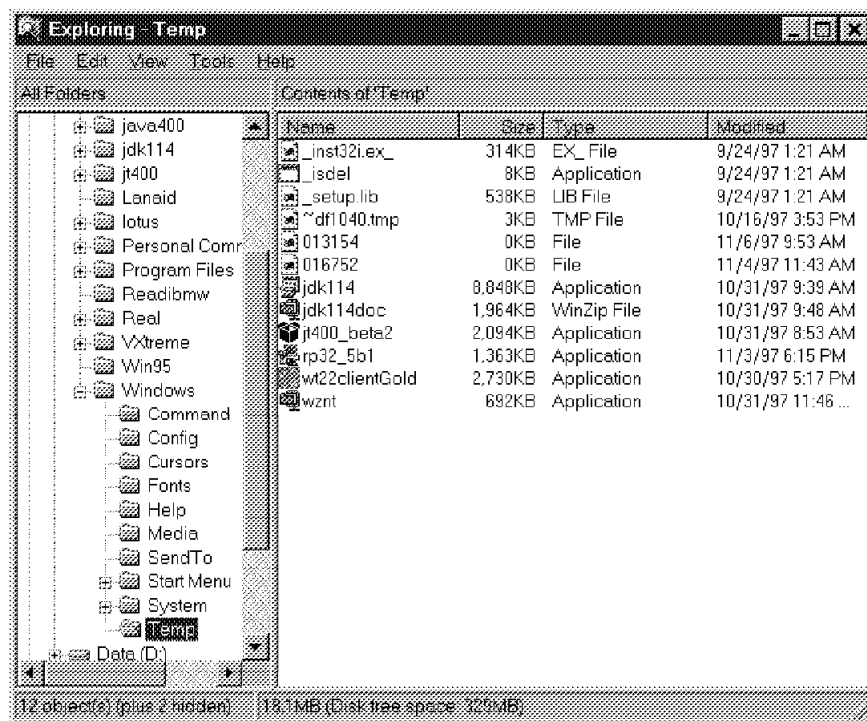 Exploring - Temp
File Edit View Tools Help
All Folders
Contents of 'Temp'
java400
jdk114
jt400
Lanaid
lotus
Personal Comr
Program Files
Readibmw
Real
VXtreme
Win95
Windows
Command
Config
Cursors
Fonts
Help
Media
SendTo
Start Menu
System
Temp
Data (D:)
Name Size Type Modified
_inst32i.ex_ 314KB EX_ File 9/24/97 1:21 AM
_isdel 8KB Application 9/24/97 1:21 AM
_setup.lib 538KB LIB File 9/24/97 1:21 AM
~df1040.tmp 3KB TMP File 10/16/97 3:53 PM
013154 0KB File 11/6/97 9:53 AM
016752 0KB File 11/4/97 11:43 AM
jdk114 8,848KB Application 10/31/97 9:39 AM
jdk114doc 1,964KB WinZip File 10/31/97 9:48 AM
jt400_beta2 2,094KB Application 10/31/97 8:53 AM
rp32_5b1 1,363KB Application 11/3/97 6:15 PM
wt22clientGold 2,730KB Application 10/30/97 5:17 PM
wznt 692KB Application 10/31/97 11:46 ...
12 object(s) (plus 2 hidden)
18.1MB (Disk free space: 329MB)